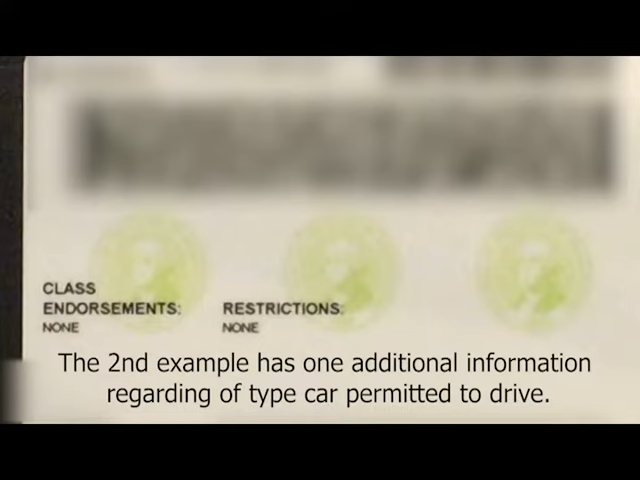 CLASS
ENDORSEMENTS: RESTRICTIONS:
NONE NONE
The 2nd example has one additional information
regarding of type car permitted to drive.